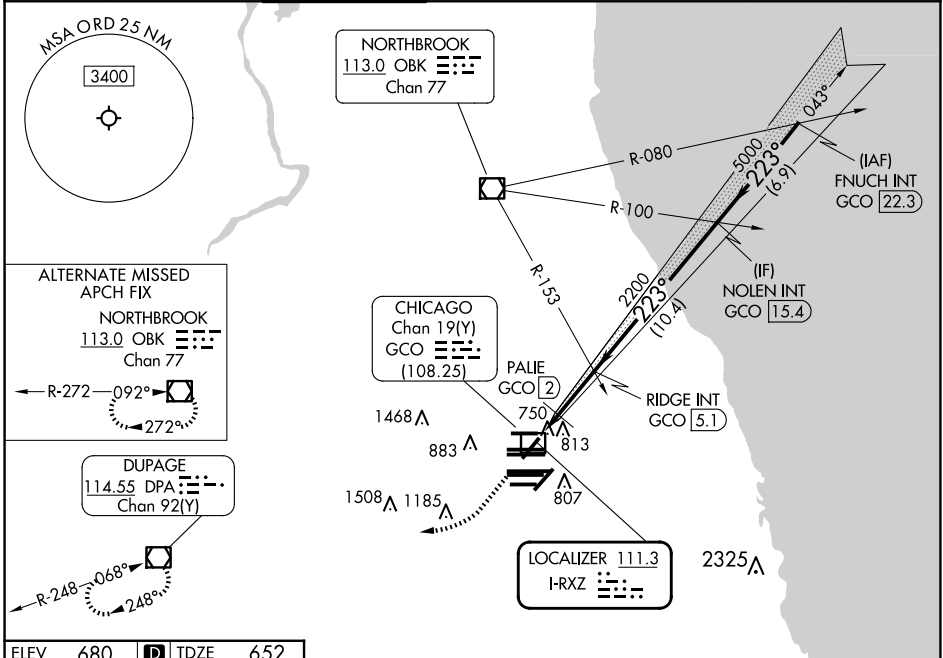 MSA ORD 25 NM
3400
NORTHBROOK
113.0 OBK
Chan 77
R-080
R-100
R-153
043°
5000
223°
(6.9)
(IAF)
FNUCH INT
GCO 22.3
(IF)
NOLEN INT
GCO 15.4
2200
223°
(10.4)
RIDGE INT
GCO 5.1
ALTERNATE MISSED
APCH FIX
NORTHBROOK
113.0 OBK
Chan 77
R-272
092°
272°
CHICAGO
Chan 19(Y)
GCO
(108.25)
PALIE
GCO 2
750
1468
883
813
1508
1185
807
DUPAGE
114.55 DPA
Chan 92(Y)
R-248
068°
248°
LOCALIZER 111.3
I-RXZ
2325
ELEV 680 D TDZE 652